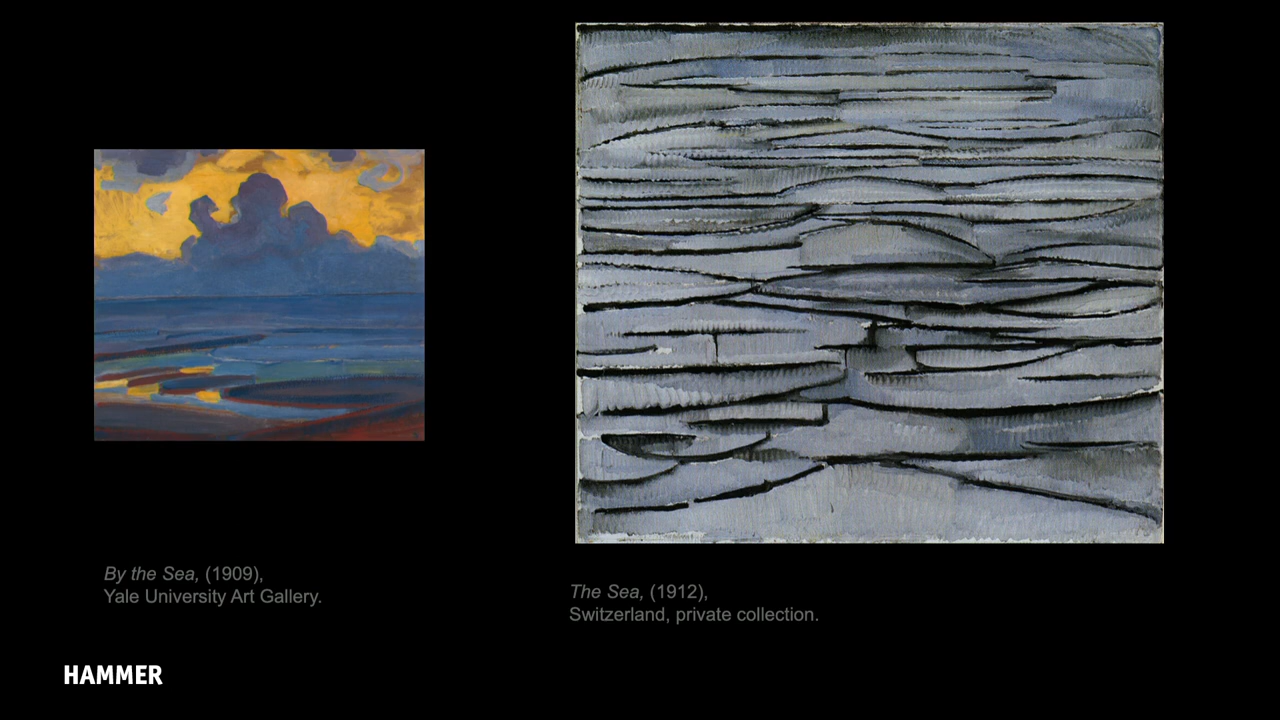 By the Sea, (1909),
Yale University Art Gallery.
The Sea, (1912),
Switzerland, private collection.
HAMMER